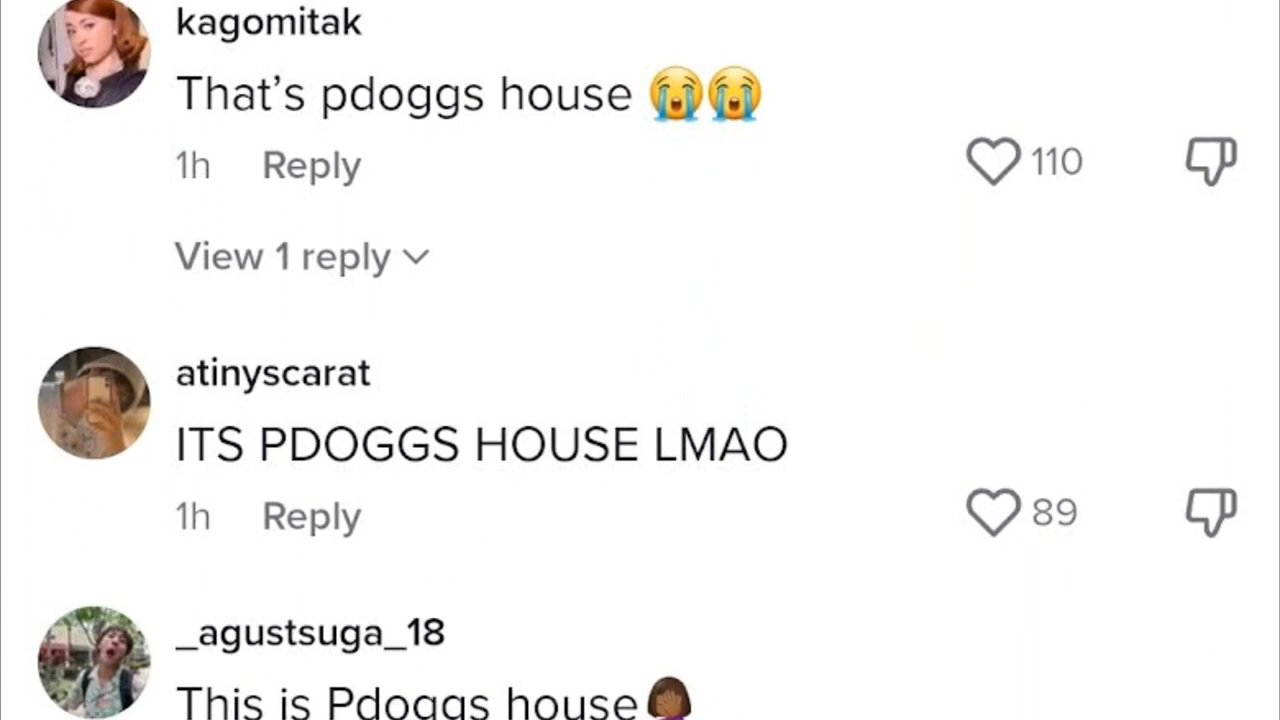 kagomitak
That’s pdoggs house 😭😭
1h Reply 110
View 1 reply
atinyscarat
ITS PDOGGS HOUSE LMAO
1h Reply 89
_agustsuga_18
This is Pdoggs house🤦🏾‍♀️